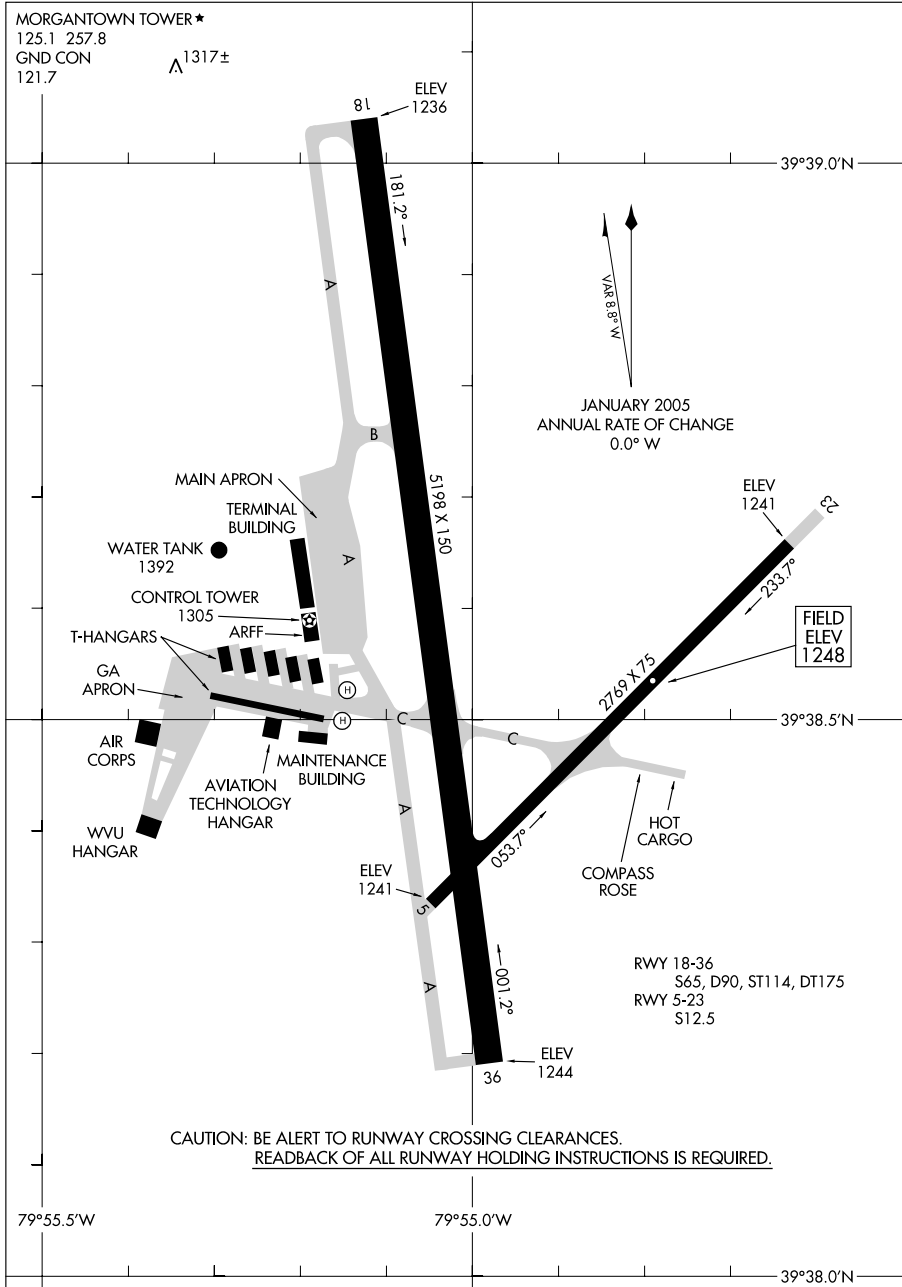 MORGANTOWN TOWER★
125.1 257.8
GND CON
121.7
1317±
ELEV
1236
18
39°39.0'N
181.2°
A
VAR 8.8° W
JANUARY 2005
ANNUAL RATE OF CHANGE
0.0° W
B
MAIN APRON
5198 X 150
ELEV
1241
23
TERMINAL
BUILDING
WATER TANK
1392
A
233.7°
CONTROL TOWER
1305
ARFF
FIELD
ELEV
1248
T-HANGARS
GA
APRON
2769 X 75
H
H
C
39°38.5'N
C
AIR
CORPS
MAINTENANCE
BUILDING
AVIATION
TECHNOLOGY
HANGAR
A
HOT
CARGO
WVU
HANGAR
053.7°
COMPASS
ROSE
ELEV
1241
5
RWY 18-36
S65, D90, ST114, DT175
RWY 5-23
S12.5
A
001.2°
ELEV
1244
36
CAUTION: BE ALERT TO RUNWAY CROSSING CLEARANCES.
READBACK OF ALL RUNWAY HOLDING INSTRUCTIONS IS REQUIRED.
79°55.5'W
79°55.0'W
39°38.0'N